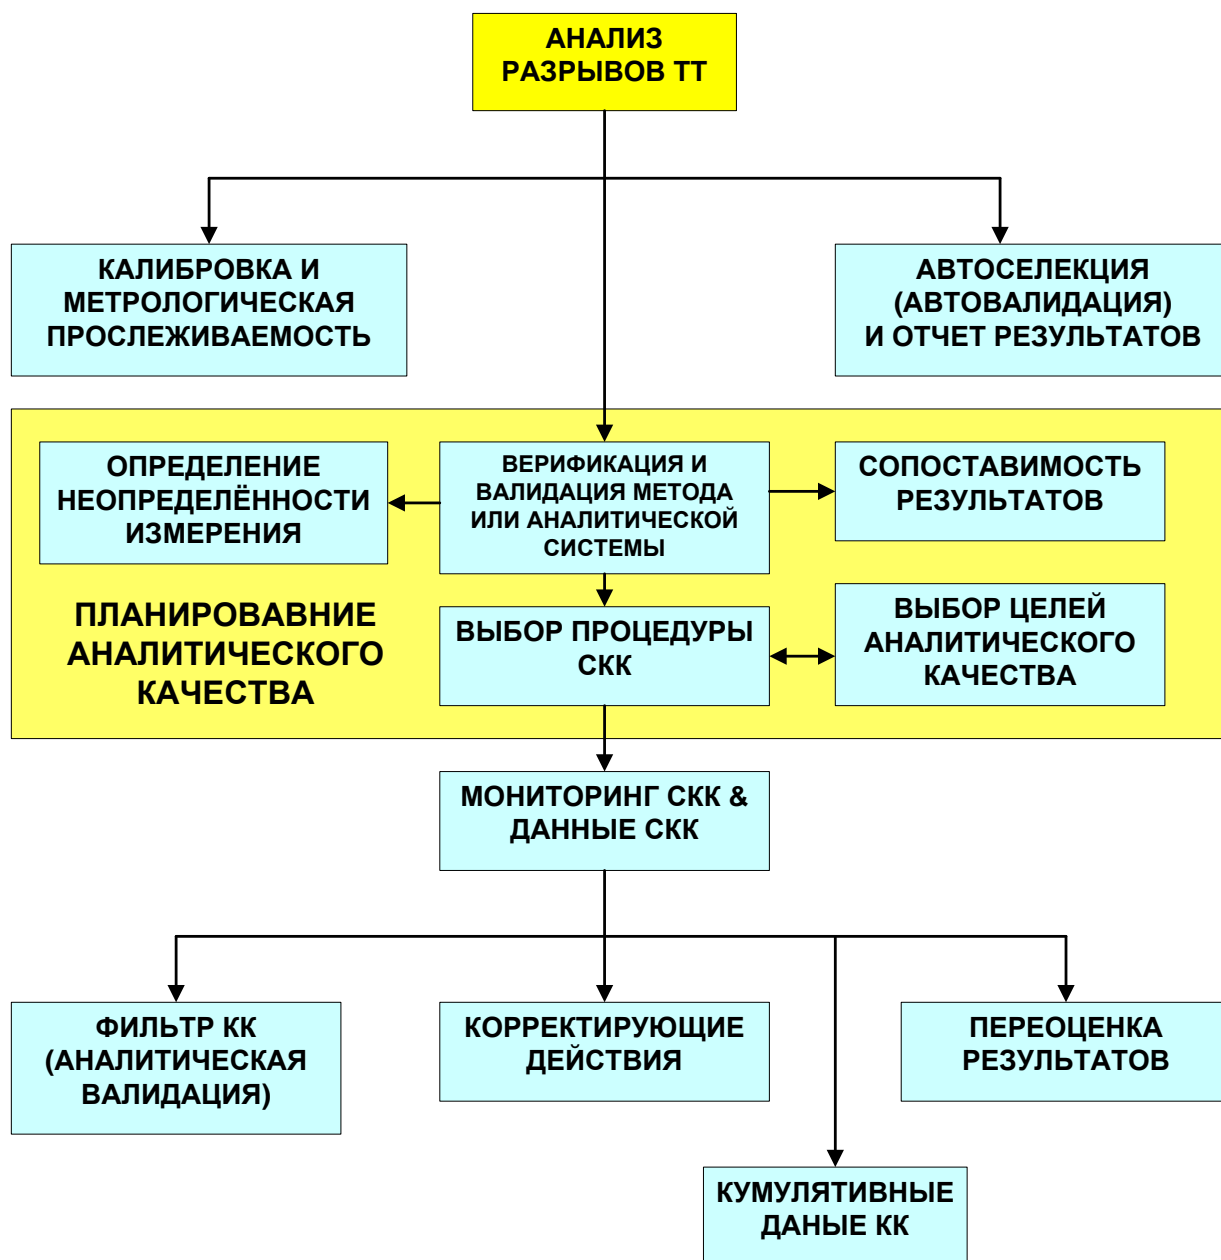 АНАЛИЗ
РАЗРЫВОВ ТТ
КАЛИБРОВКА И
МЕТРОЛОГИЧЕСКАЯ
ПРОСЛЕЖИВАЕМОСТЬ
АВТОСЕЛЕКЦИЯ
(АВТОВАЛИДАЦИЯ)
И ОТЧЕТ РЕЗУЛЬТАТОВ
ОПРЕДЕЛЕНИЕ
НЕОПРЕДЕЛЁННОСТИ
ИЗМЕРЕНИЯ
ВЕРИФИКАЦИЯ И
ВАЛИДАЦИЯ МЕТОДА
ИЛИ АНАЛИТИЧЕСКОЙ
СИСТЕМЫ
СОПОСТАВИМОСТЬ
РЕЗУЛЬТАТОВ
ПЛАНИРОВАВНИЕ
АНАЛИТИЧЕСКОГО
КАЧЕСТВА
ВЫБОР ПРОЦЕДУРЫ
СКК
ВЫБОР ЦЕЛЕЙ
АНАЛИТИЧЕСКОГО
КАЧЕСТВА
МОНИТОРИНГ СКК &
ДАННЫЕ СКК
ФИЛЬТР КК
(АНАЛИТИЧЕСКАЯ
ВАЛИДАЦИЯ)
КОРРЕКТИРУЮЩИЕ
ДЕЙСТВИЯ
ПЕРЕОЦЕНКА
РЕЗУЛЬТАТОВ
КУМУЛЯТИВНЫЕ
ДАНЫЕ КК